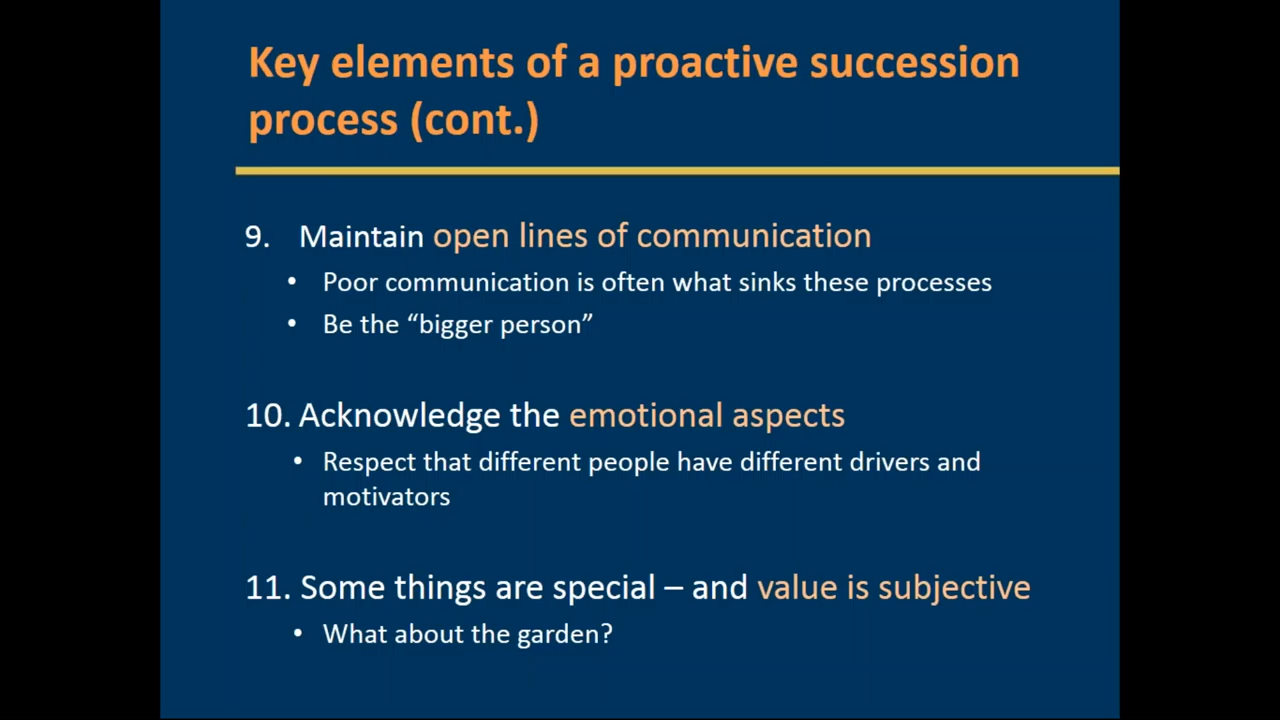 Key elements of a proactive succession
process (cont.)
9. Maintain open lines of communication
• Poor communication is often what sinks these processes
• Be the “bigger person”
10. Acknowledge the emotional aspects
• Respect that different people have different drivers and
motivators
11. Some things are special – and value is subjective
• What about the garden?